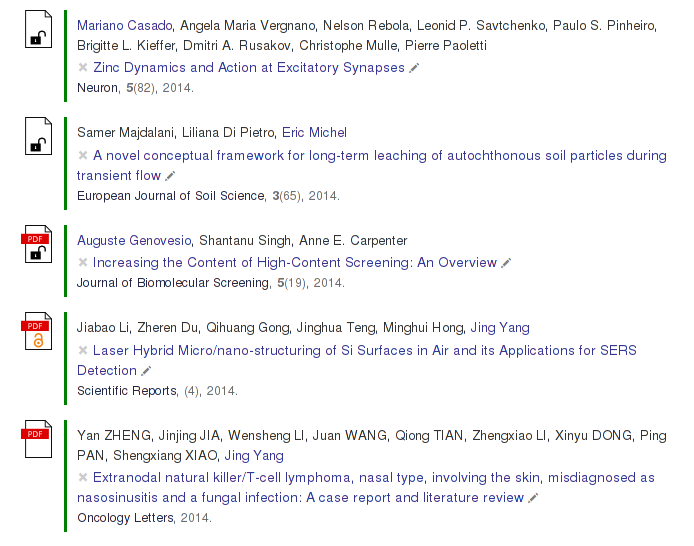 Mariano Casado, Angela Maria Vergnano, Nelson Rebola, Leonid P. Savtchenko, Paulo S. Pinheiro,
Brigitte L. Kieffer, Dmitri A. Rusakov, Christophe Mulle, Pierre Paoletti
Zinc Dynamics and Action at Excitatory Synapses
Neuron, 5(82), 2014.
Samer Majdalani, Liliana Di Pietro, Eric Michel
A novel conceptual framework for long-term leaching of autochthonous soil particles during
transient flow
European Journal of Soil Science, 3(65), 2014.
PDF
Auguste Genovesio, Shantanu Singh, Anne E. Carpenter
Increasing the Content of High-Content Screening: An Overview
Journal of Biomolecular Screening, 5(19), 2014.
PDF
Jiabao Li, Zheren Du, Qihuang Gong, Jinghua Teng, Minghui Hong, Jing Yang
Laser Hybrid Micro/nano-structuring of Si Surfaces in Air and its Applications for SERS
Detection
Scientific Reports, (4), 2014.
PDF
Yan ZHENG, Jinjing JIA, Wensheng LI, Juan WANG, Qiong TIAN, Zhengxiao LI, Xinyu DONG, Ping
PAN, Shengxiang XIAO, Jing Yang
Extranodal natural killer/T-cell lymphoma, nasal type, involving the skin, misdiagnosed as
nasosinusitis and a fungal infection: A case report and literature review
Oncology Letters, 2014.